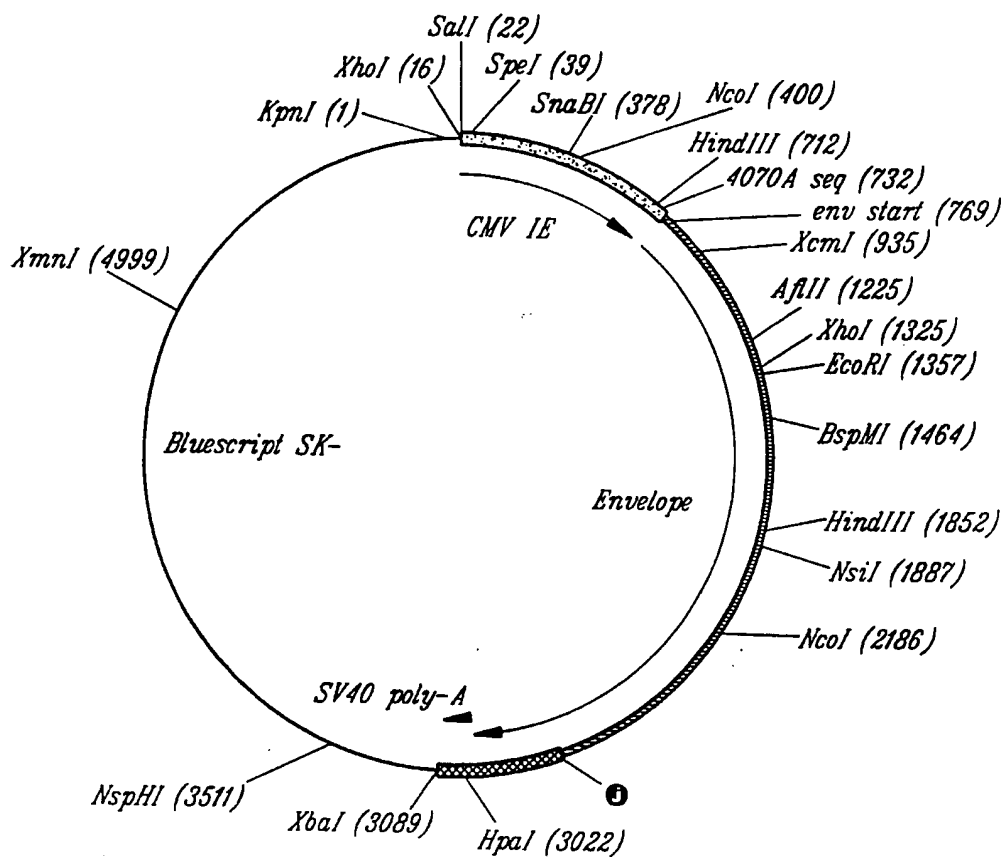 SalI (22)
XhoI (16)
SpeI (39)
KpnI (1)
SnaBI (378)
NcoI (400)
HindIII (712)
4070A seq (732)
env start (769)
CMV IE
XcmI (935)
XmnI (4999)
AflII (1225)
XhoI (1325)
EcoRI (1357)
BspMI (1464)
Bluescript SK-
Envelope
HindIII (1852)
NsiI (1887)
NcoI (2186)
SV40 poly-A
NspHI (3511)
XbaI (3089)
HpaI (3022)
J